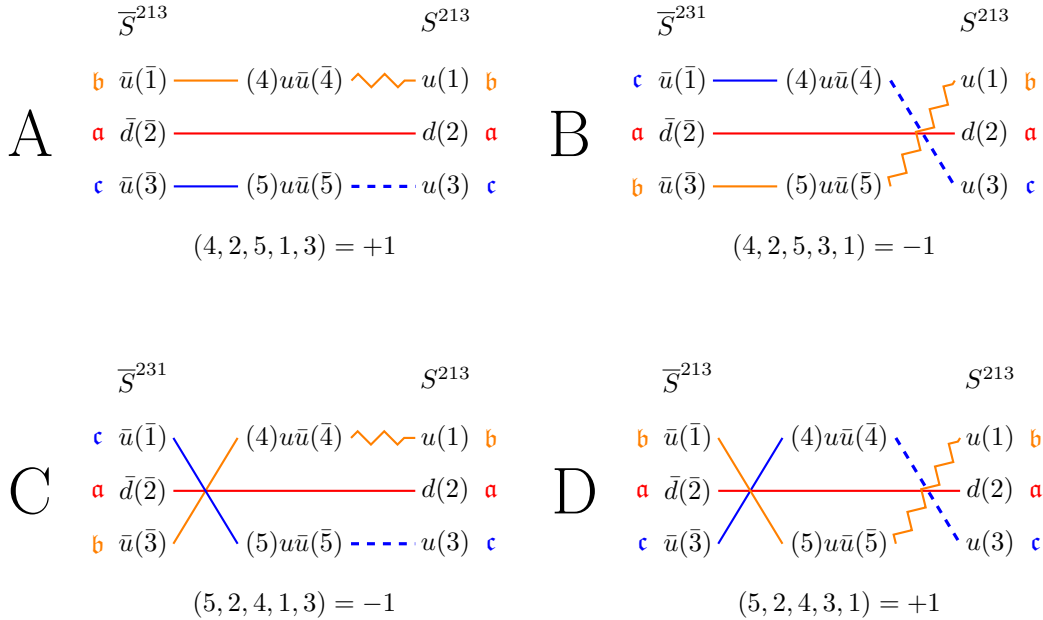 S̅²¹³ S²¹³ S̅²³¹ S²¹³
A
𝔟 ū(1̄) (4)uū(4̄) u(1) 𝔟
𝔞 d̄(2̄) d(2) 𝔞
𝔠 ū(3̄) (5)uū(5̄) u(3) 𝔠
(4, 2, 5, 1, 3) = +1
B
𝔠 ū(1̄) (4)uū(4̄) u(1) 𝔟
𝔞 d̄(2̄) d(2) 𝔞
𝔟 ū(3̄) (5)uū(5̄) u(3) 𝔠
(4, 2, 5, 3, 1) = −1
S̅²³¹ S²¹³ S̅²¹³ S²¹³
C
𝔠 ū(1̄) (4)uū(4̄) u(1) 𝔟
𝔞 d̄(2̄) d(2) 𝔞
𝔟 ū(3̄) (5)uū(5̄) u(3) 𝔠
(5, 2, 4, 1, 3) = −1
D
𝔟 ū(1̄) (4)uū(4̄) u(1) 𝔟
𝔞 d̄(2̄) d(2) 𝔞
𝔠 ū(3̄) (5)uū(5̄) u(3) 𝔠
(5, 2, 4, 3, 1) = +1